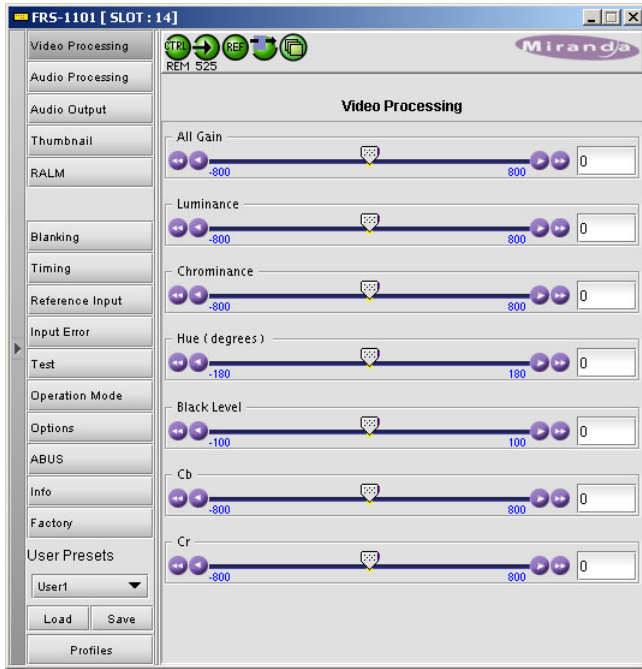 FRS-1101 [ SLOT : 14]
Video Processing
Audio Processing
Audio Output
Thumbnail
RALM
Blanking
Timing
Reference Input
Input Error
Test
Operation Mode
Options
ABUS
Info
Factory
User Presets
User1
Load Save
Profiles
CTRL REF
REM 525
Miranda
Video Processing
All Gain
-800 800 0
Luminance
-800 800 0
Chrominance
-800 800 0
Hue ( degrees )
-180 180 0
Black Level
-100 100 0
Cb
-800 800 0
Cr
-800 800 0